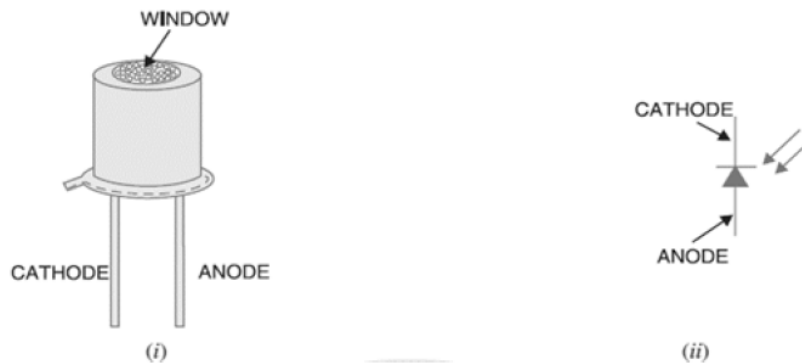 WINDOW
CATHODE
ANODE
(i)
CATHODE
ANODE
(ii)